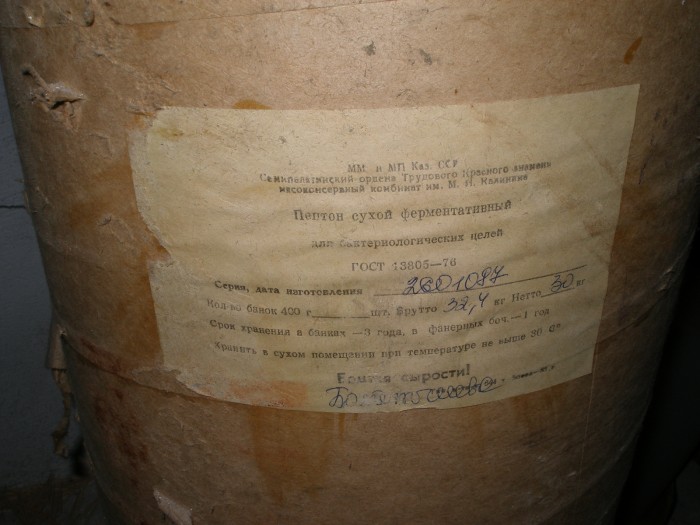 ММ и МП Каз. ССР
Семипалатинский ордена Трудового Красного знамени
мясоконсервный комбинат им. М. И. Калинина
Пептон сухой ферментативный
для бактериологических целей
ГОСТ 13805—76
Серия, дата изготовления 2801087
Кол-во банок 400 г шт. Брутто 32,4 кг Нетто 30 кг
Срок хранения в банках —3 года, в фанерных боч.—1 год
Хранить в сухом помещении при температуре не выше 30 С°
Боится сырости!